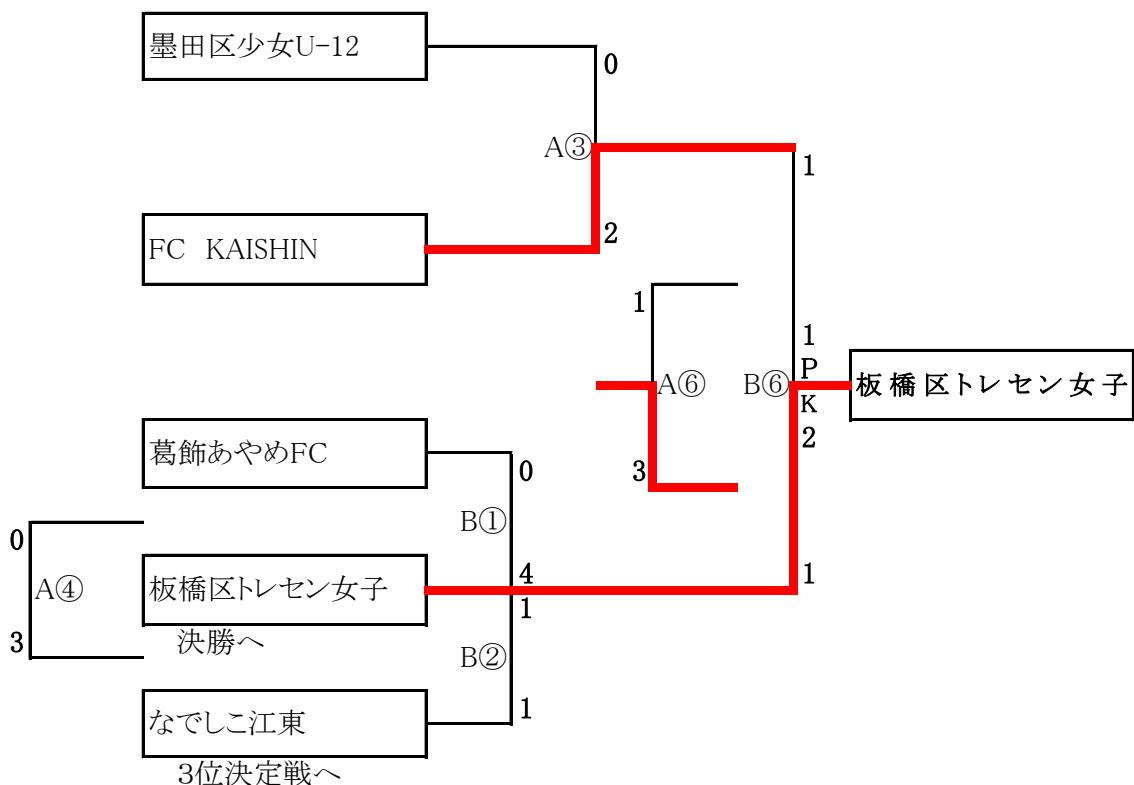 墨田区少女U-12
0
A③
1
FC　KAISHIN
2
1
1
P
A⑥
B⑥
板橋区トレセン女子
K
2
葛飾あやめFC
0
3
B①
0
A④
板橋区トレセン女子
4
1
1
3
決勝へ
B②
なでしこ江東
1
3位決定戦へ